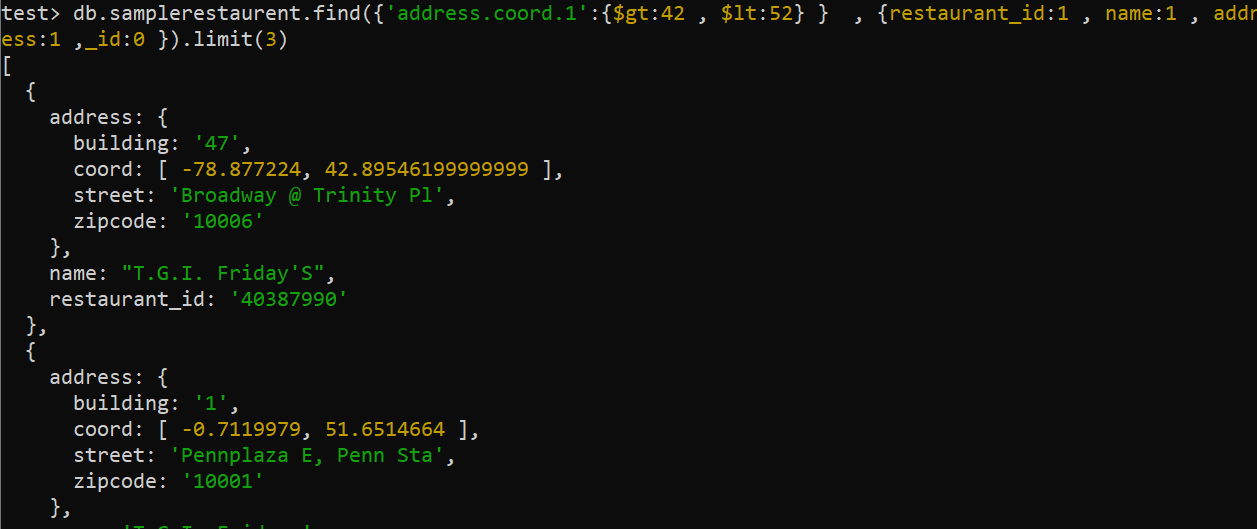 test> db.samplerestaurent.find({'address.coord.1':{$gt:42 , $lt:52} }  , {restaurant_id:1 , name:1 , addr
ess:1 ,_id:0 }).limit(3)
[
  {
    address: {
      building: '47',
      coord: [ -78.877224, 42.89546199999999 ],
      street: 'Broadway @ Trinity Pl',
      zipcode: '10006'
    },
    name: "T.G.I. Friday'S",
    restaurant_id: '40387990'
  },
  {
    address: {
      building: '1',
      coord: [ -0.7119979, 51.6514664 ],
      street: 'Pennplaza E, Penn Sta',
      zipcode: '10001'
    },